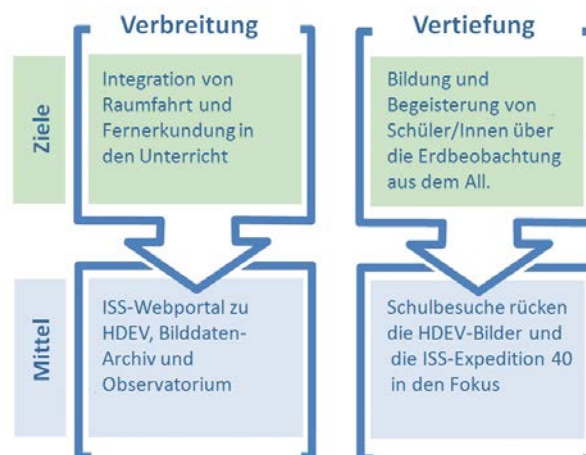 Verbreitung
Vertiefung
Ziele
Integration von
Raumfahrt und
Fernerkundung in
den Unterricht
Bildung und
Begeisterung von
Schüler/Innen über
die Erdbeobachtung
aus dem All.
Mittel
ISS-Webportal zu
HDEV, Bilddaten-
Archiv und
Observatorium
Schulbesuche rücken
die HDEV-Bilder und
die ISS-Expedition 40
in den Fokus